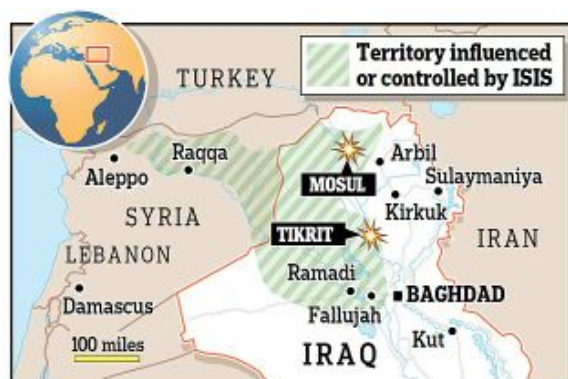 Territory influenced
or controlled by ISIS
TURKEY
Aleppo
Raqqa
MOSUL
Arbil
Sulaymaniya
Kirkuk
SYRIA
TIKRIT
IRAN
LEBANON
Ramadi
BAGHDAD
Damascus
Fallujah
Kut
100 miles
IRAQ